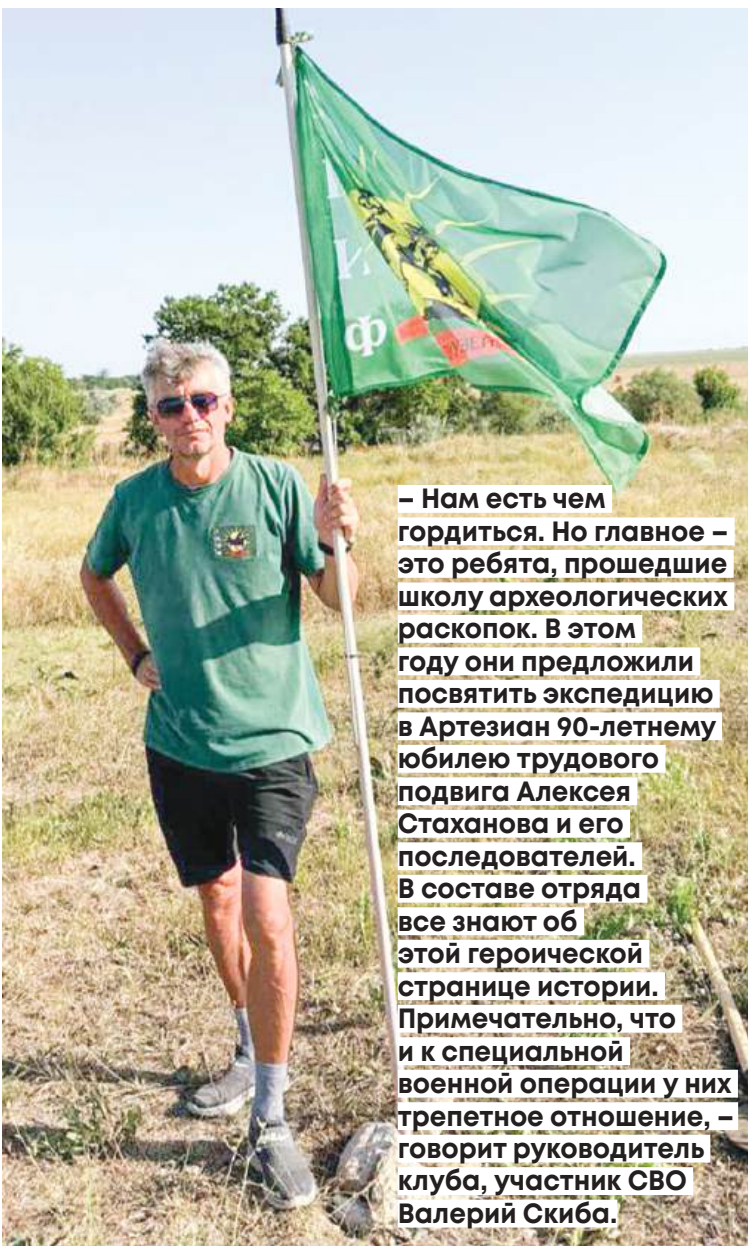 И
Ф
– Нам есть чем
гордиться. Но главное –
это ребята, прошедшие
школу археологических
раскопок. В этом
году они предложили
посвятить экспедицию
в Артезиан 90-летнему
юбилею трудового
подвига Алексея
Стаханова и его
последователей.
В составе отряда
все знают об
этой героической
странице истории.
Примечательно, что
и к специальной
военной операции у них
трепетное отношение, –
говорит руководитель
клуба, участник СВО
Валерий Скиба.